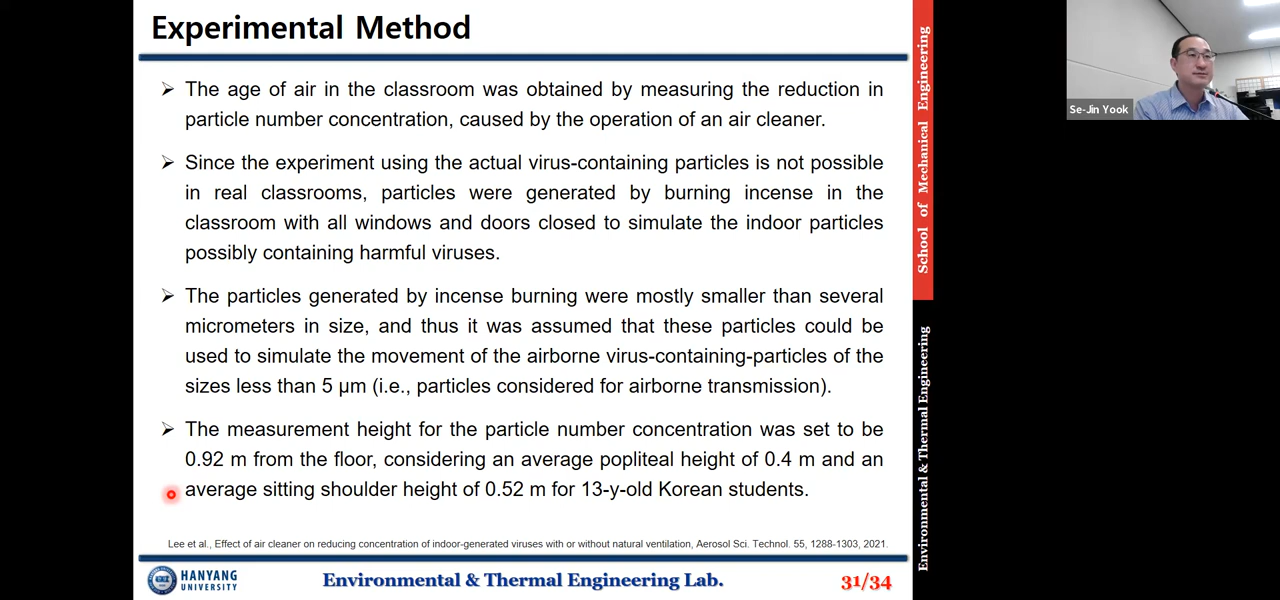 Experimental Method
➢ The age of air in the classroom was obtained by measuring the reduction in
particle number concentration, caused by the operation of an air cleaner.
➢ Since the experiment using the actual virus-containing particles is not possible
in real classrooms, particles were generated by burning incense in the
classroom with all windows and doors closed to simulate the indoor particles
possibly containing harmful viruses.
➢ The particles generated by incense burning were mostly smaller than several
micrometers in size, and thus it was assumed that these particles could be
used to simulate the movement of the airborne virus-containing-particles of the
sizes less than 5 μm (i.e., particles considered for airborne transmission).
➢ The measurement height for the particle number concentration was set to be
0.92 m from the floor, considering an average popliteal height of 0.4 m and an
average sitting shoulder height of 0.52 m for 13-y-old Korean students.
Lee et al., Effect of air cleaner on reducing concentration of indoor-generated viruses with or without natural ventilation, Aerosol Sci. Technol. 55, 1288-1303, 2021.
HANYANG
UNIVERSITY
Environmental & Thermal Engineering Lab.
31/34
School of Mechanical Engineering
Environmental & Thermal Engineering
Se-Jin Yook